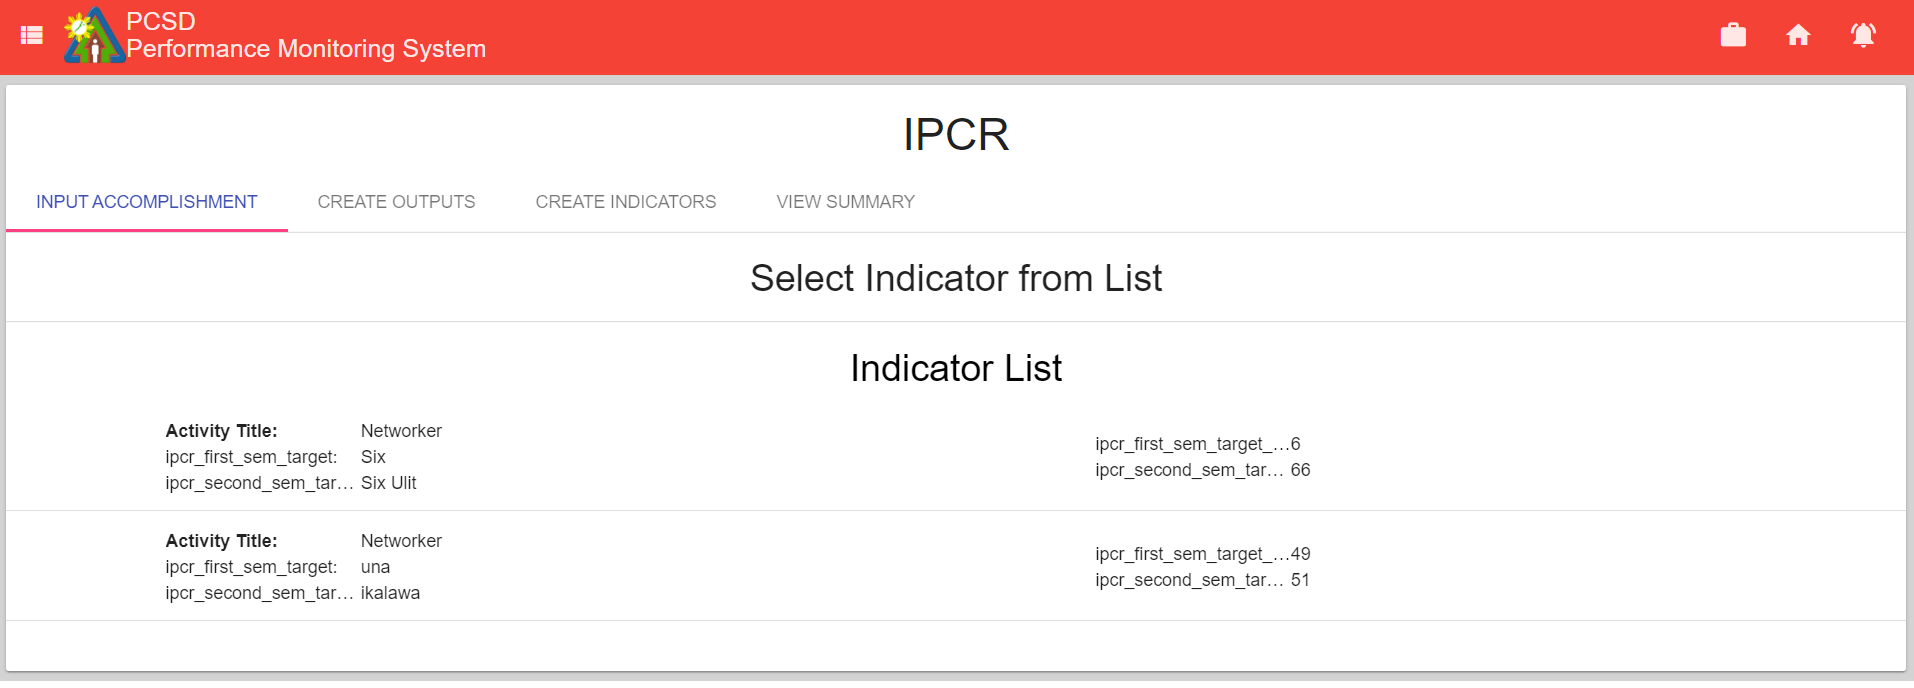 PCSD
Performance Monitoring System
IPCR
INPUT ACCOMPLISHMENT CREATE OUTPUTS CREATE INDICATORS VIEW SUMMARY
Select Indicator from List
Indicator List
Activity Title: Networker
ipcr_first_sem_target: Six
ipcr_second_sem_tar... Six Ulit
ipcr_first_sem_target_...6
ipcr_second_sem_tar... 66
Activity Title: Networker
ipcr_first_sem_target: una
ipcr_second_sem_tar... ikalawa
ipcr_first_sem_target_...49
ipcr_second_sem_tar... 51